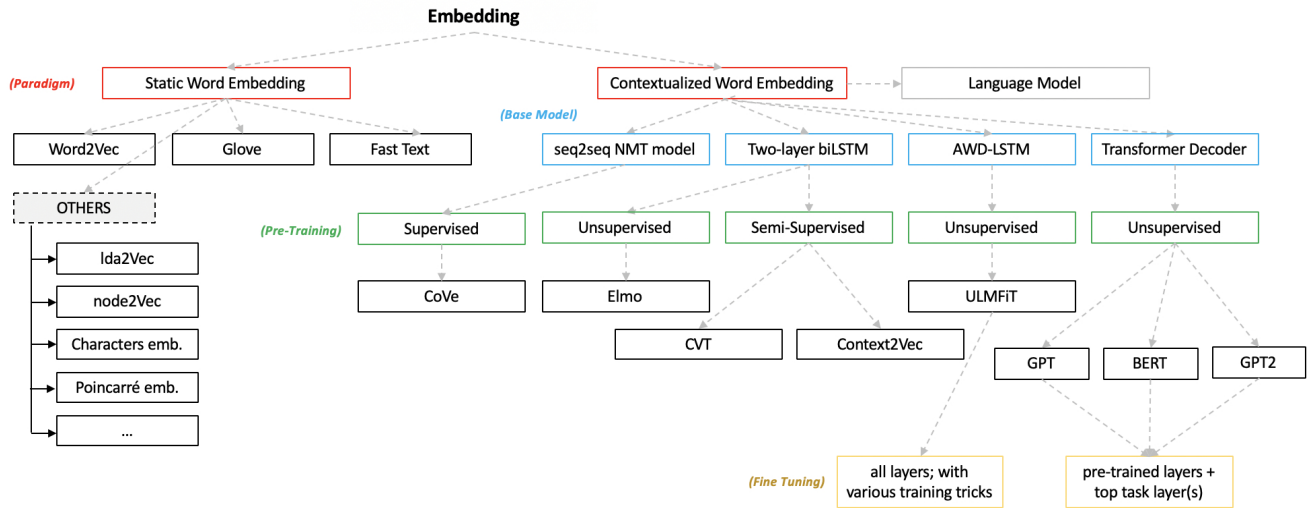 Embedding
(Paradigm)
Static Word Embedding
Contextualized Word Embedding
Language Model
(Base Model)
Word2Vec
Glove
Fast Text
seq2seq NMT model
Two-layer biLSTM
AWD-LSTM
Transformer Decoder
OTHERS
(Pre-Training)
Supervised
Unsupervised
Semi-Supervised
Unsupervised
Unsupervised
lda2Vec
node2Vec
Characters emb.
Poincarré emb.
...
CoVe
Elmo
ULMFiT
CVT
Context2Vec
GPT
BERT
GPT2
(Fine Tuning)
all layers; with
various training tricks
pre-trained layers +
top task layer(s)